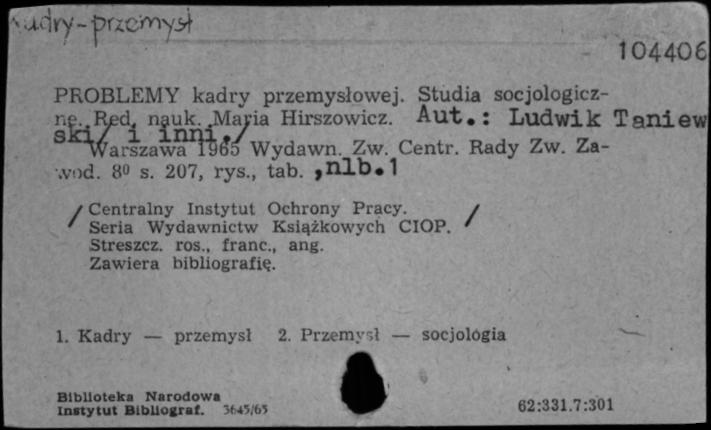 Kadry-przemysł
104406
PROBLEMY kadry przemysłowej. Studia socjologicz-
ne. Red. nauk. Maria Hirszowicz. Aut.: Ludwik Taniew
ski/ i inni./
Warszawa 1965 Wydawn. Zw. Centr. Rady Zw. Za-
wod. 8⁰ s. 207, rys., tab. ,nlb.1
/ Centralny Instytut Ochrony Pracy. /
Seria Wydawnictw Książkowych CIOP.
Streszcz. ros., franc., ang.
Zawiera bibliografię.
1. Kadry — przemysł 2. Przemysł — socjologia
Biblioteka Narodowa
Instytut Bibliograf. 3645/65
62:331.7:301